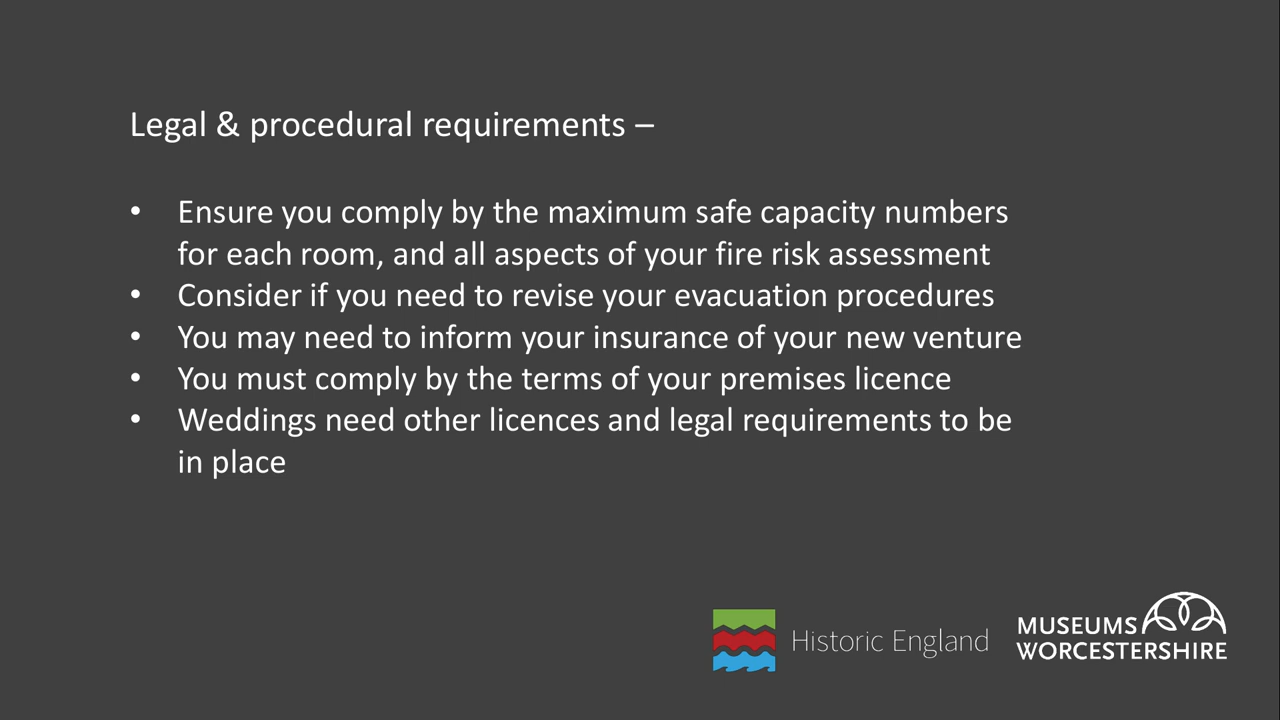 Legal & procedural requirements –
• Ensure you comply by the maximum safe capacity numbers
for each room, and all aspects of your fire risk assessment
• Consider if you need to revise your evacuation procedures
• You may need to inform your insurance of your new venture
• You must comply by the terms of your premises licence
• Weddings need other licences and legal requirements to be
in place
Historic England
MUSEUMS
WORCESTERSHIRE